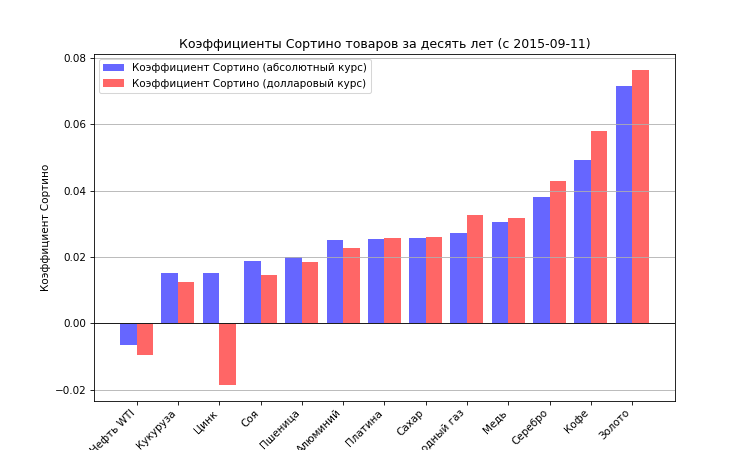 Коэффициенты Сортино товаров за десять лет (с 2015-09-11)
Коэффициент Сортино (абсолютный курс)
Коэффициент Сортино (долларовый курс)
Коэффициент Сортино
0.08
0.06
0.04
0.02
0.00
−0.02
Нефть WTI
Кукуруза
Цинк
Соя
Пшеница
Алюминий
Платина
Сахар
газ
Медь
Серебро
Кофе
Золото